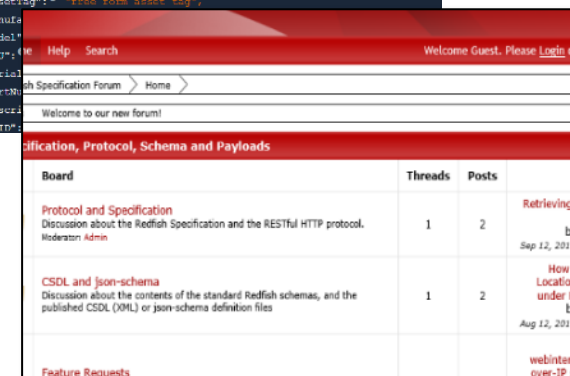 "free form asset tag",
Help Search
Welcome Guest. Please Login
Specification Forum Home
Welcome to our new forum!
Protocol, Schema and Payloads
Board Threads Posts
Protocol and Specification
Discussion about the Redfish Specification and the RESTful HTTP protocol.
Moderator: Admin
1 2
Retrieving
Sep 12, 201
CSDL and json-schema
Discussion about the contents of the standard Redfish schemas, and the
published CSDL (XML) or json-schema definition files
1 2
How
under
Aug 12, 201
Feature Requests
over-IP